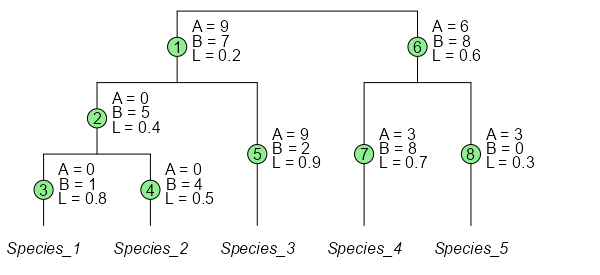 1
A = 9
B = 7
L = 0.2
6
A = 6
B = 8
L = 0.6
2
A = 0
B = 5
L = 0.4
3
A = 0
B = 1
L = 0.8
4
A = 0
B = 4
L = 0.5
5
A = 9
B = 2
L = 0.9
7
A = 3
B = 8
L = 0.7
8
A = 3
B = 0
L = 0.3
Species_1 Species_2 Species_3 Species_4 Species_5